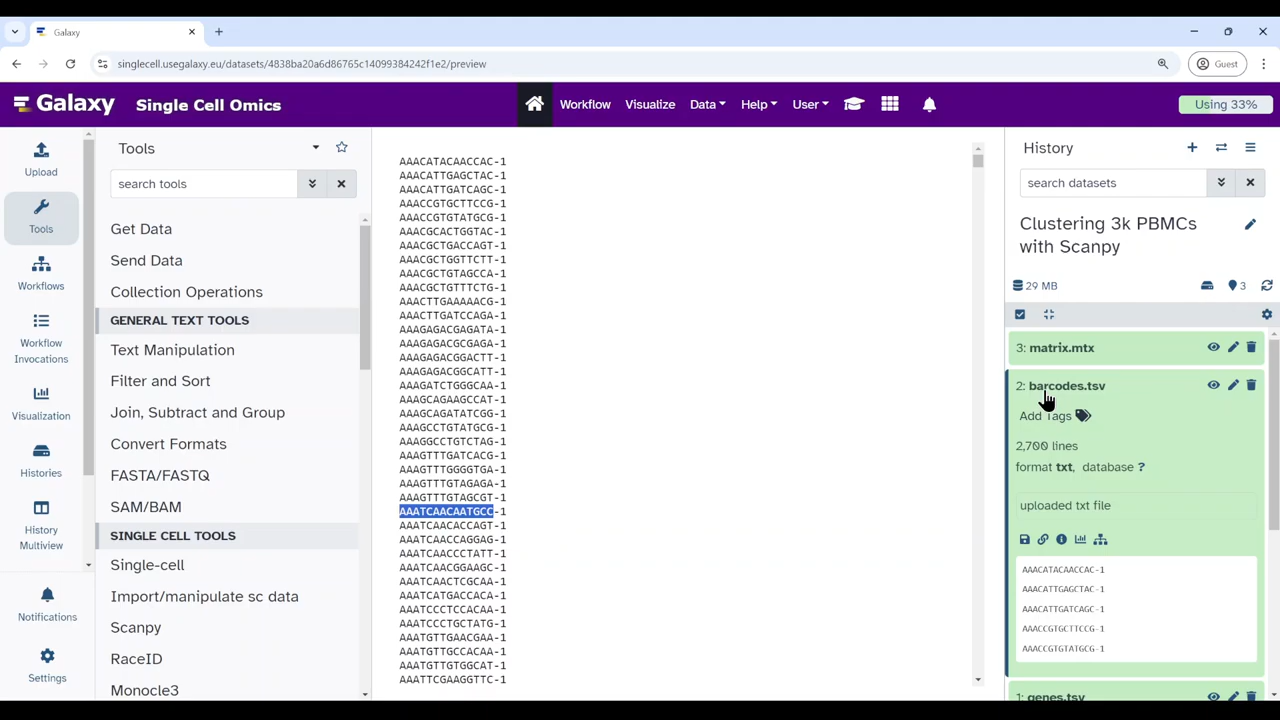 Galaxy
singlecell.usegalaxy.eu/datasets/4838ba20a6d86765c14099384242f1e2/preview
Guest
Galaxy Single Cell Omics
Workflow Visualize Data Help User
Using 33%
Upload
Tools
Workflows
Workflow
Invocations
Visualization
Histories
History
Multiview
Notifications
Settings
Tools
search tools
Get Data
Send Data
Collection Operations
GENERAL TEXT TOOLS
Text Manipulation
Filter and Sort
Join, Subtract and Group
Convert Formats
FASTA/FASTQ
SAM/BAM
SINGLE CELL TOOLS
Single-cell
Import/manipulate sc data
Scanpy
RaceID
Monocle3
AAACATACAACCAC-1
AAACATTGAGCTAC-1
AAACATTGATCAGC-1
AAACCGTGCTTCCG-1
AAACCGTGTATGCG-1
AAACGCACTGGTAC-1
AAACGCTGACCAGT-1
AAACGCTGGTTCTT-1
AAACGCTGTAGCCA-1
AAACGCTGTTTCTG-1
AAACTTGAAAAACG-1
AAACTTGATCCAGA-1
AAAGAGACGAGATA-1
AAAGAGACGCGAGA-1
AAAGAGACGGACTT-1
AAAGAGACGGCATT-1
AAAGATCTGGGCAA-1
AAAGCAGAAGCCAT-1
AAAGCAGATATCGG-1
AAAGCCTGTATGCG-1
AAAGGCCTGTCTAG-1
AAAGTTTGATCACG-1
AAAGTTTGGGGTGA-1
AAAGTTTGTAGAGA-1
AAAGTTTGTAGCGT-1
AAATCAACAATGCC-1
AAATCAACACCAGT-1
AAATCAACCAGGAG-1
AAATCAACCCTATT-1
AAATCAACGGAAGC-1
AAATCAACTCGCAA-1
AAATCATGACCACA-1
AAATCCCTCCACAA-1
AAATCCCTGCTATG-1
AAATGTTGAACGAA-1
AAATGTTGCCACAA-1
AAATGTTGTGGCAT-1
AAATTCGAAGGTTC-1
History
search datasets
Clustering 3k PBMCs
with Scanpy
29 MB
3
3: matrix.mtx
2: barcodes.tsv
Add Tags
2,700 lines
format txt, database ?
uploaded txt file
AAACATACAACCAC-1
AAACATTGAGCTAC-1
AAACATTGATCAGC-1
AAACCGTGCTTCCG-1
AAACCGTGTATGCG-1
1: genes.tsv